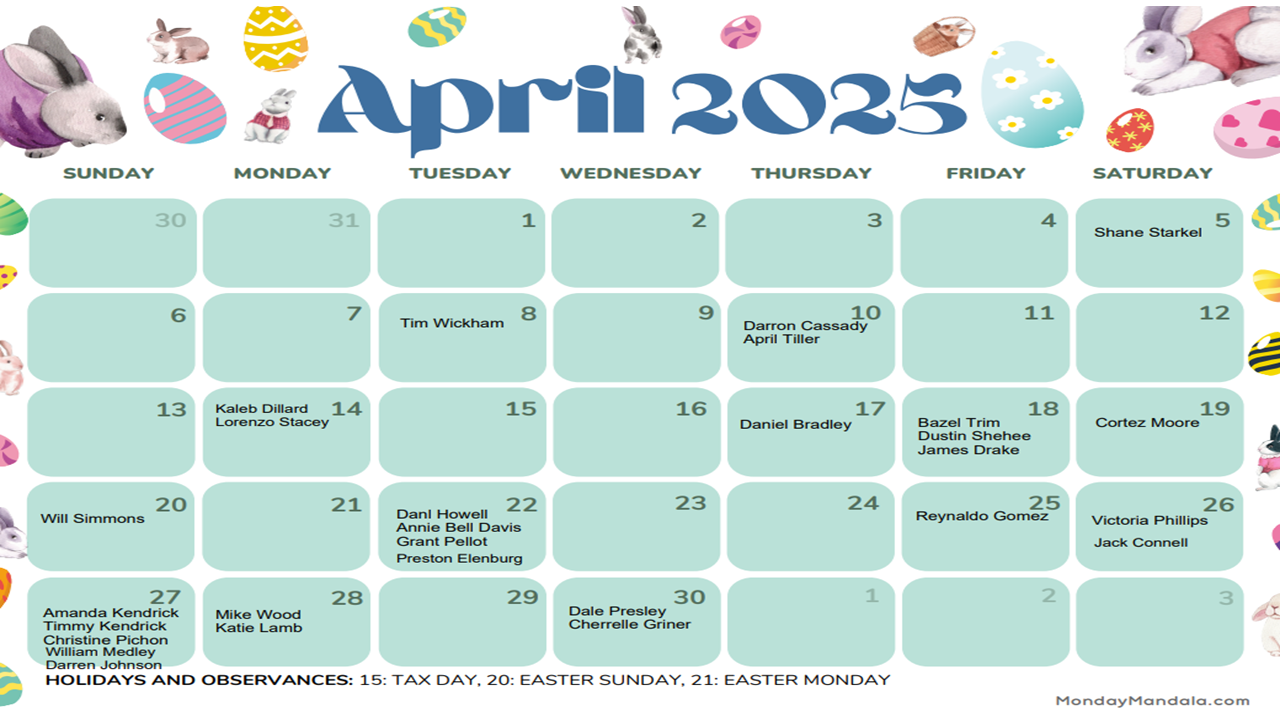 April 2025
SUNDAY MONDAY TUESDAY WEDNESDAY THURSDAY FRIDAY SATURDAY
30 31 1 2 3 4 5
Shane Starkel
6 7 8 9 10 11 12
Tim Wickham
Darron Cassady
April Tiller
13 14 15 16 17 18 19
Kaleb Dillard
Lorenzo Stacey
Daniel Bradley
Bazel Trim
Dustin Shehee
James Drake
Cortez Moore
20 21 22 23 24 25 26
Will Simmons
Danl Howell
Annie Bell Davis
Grant Pellot
Preston Elenburg
Reynaldo Gomez
Victoria Phillips
Jack Connell
27 28 29 30 1 2 3
Amanda Kendrick
Timmy Kendrick
Christine Pichon
William Medley
Darren Johnson
Mike Wood
Katie Lamb
Dale Presley
Cherrelle Griner
HOLIDAYS AND OBSERVANCES: 15: TAX DAY, 20: EASTER SUNDAY, 21: EASTER MONDAY
MondayMandala.com